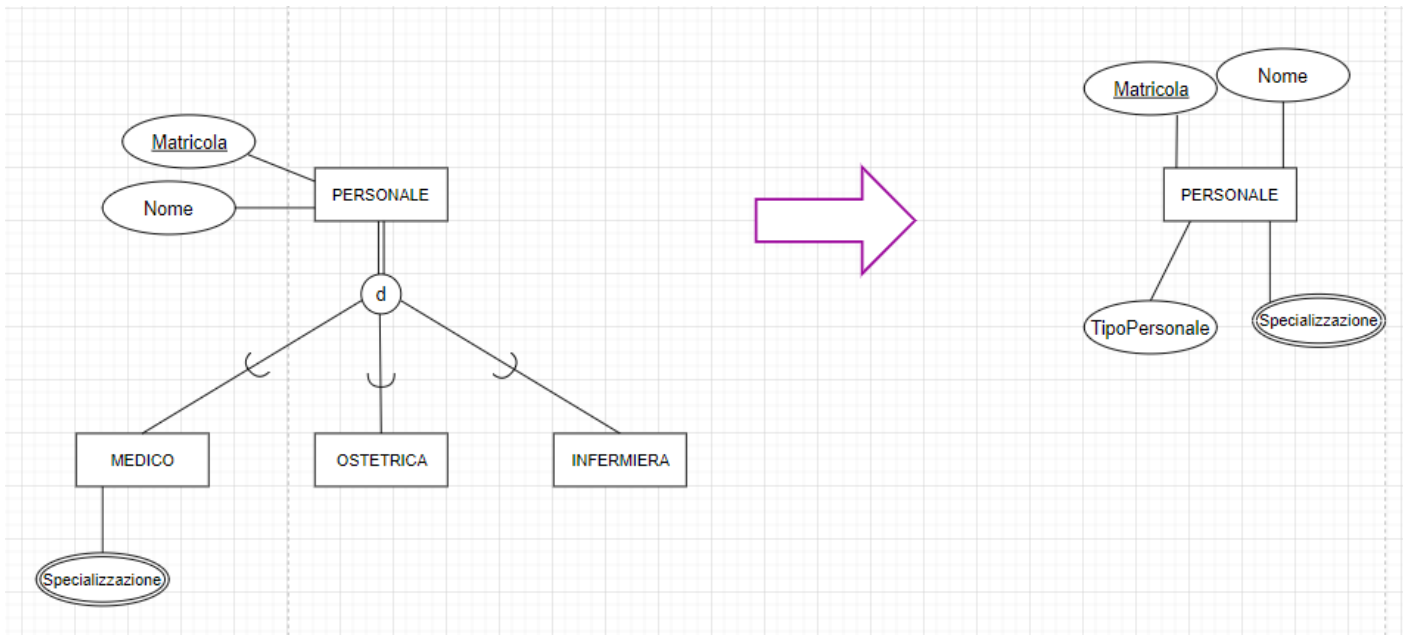 Matricola
Nome
PERSONALE
d
MEDICO
OSTETRICA
INFERMIERA
Specializzazione
Matricola
Nome
PERSONALE
TipoPersonale
Specializzazione